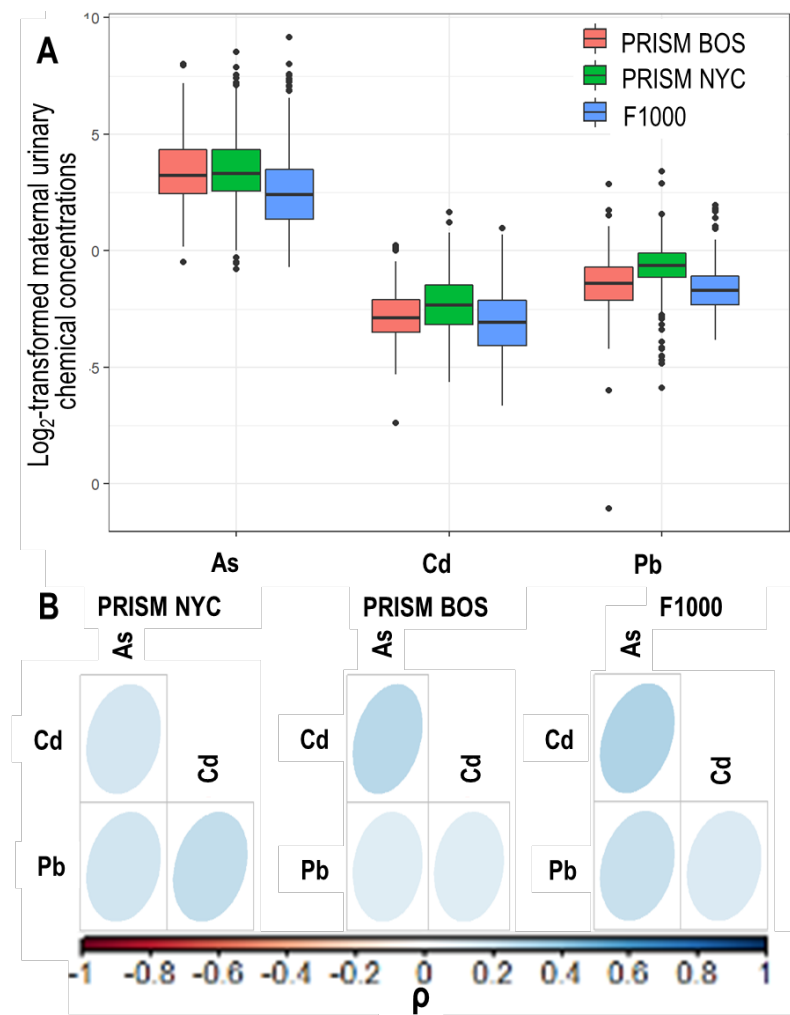 A
Log2-transformed maternal urinary
chemical concentrations
10
5
0
-5
0
PRISM BOS
PRISM NYC
F1000
As Cd Pb
B
PRISM NYC PRISM BOS F1000
As As As
Cd Cd Cd
Cd Cd Cd
Pb Pb Pb
-1 -0.8 -0.6 -0.4 -0.2 0 0.2 0.4 0.6 0.8 1
ρ